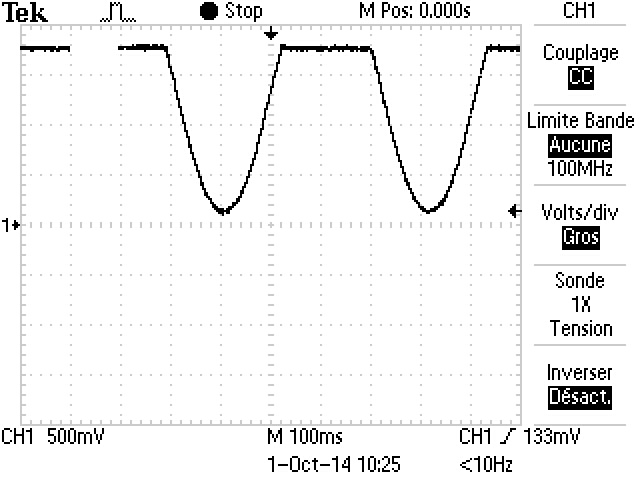 Tek Stop M Pos: 0.000s CH1
Couplage
CC
Limite Bande
Aucune
100MHz
Volts/div
Gros
1
Sonde
1X
Tension
Inverser
Désact.
CH1 500mV M 100ms CH1 133mV
1-Oct-14 10:25 <10Hz